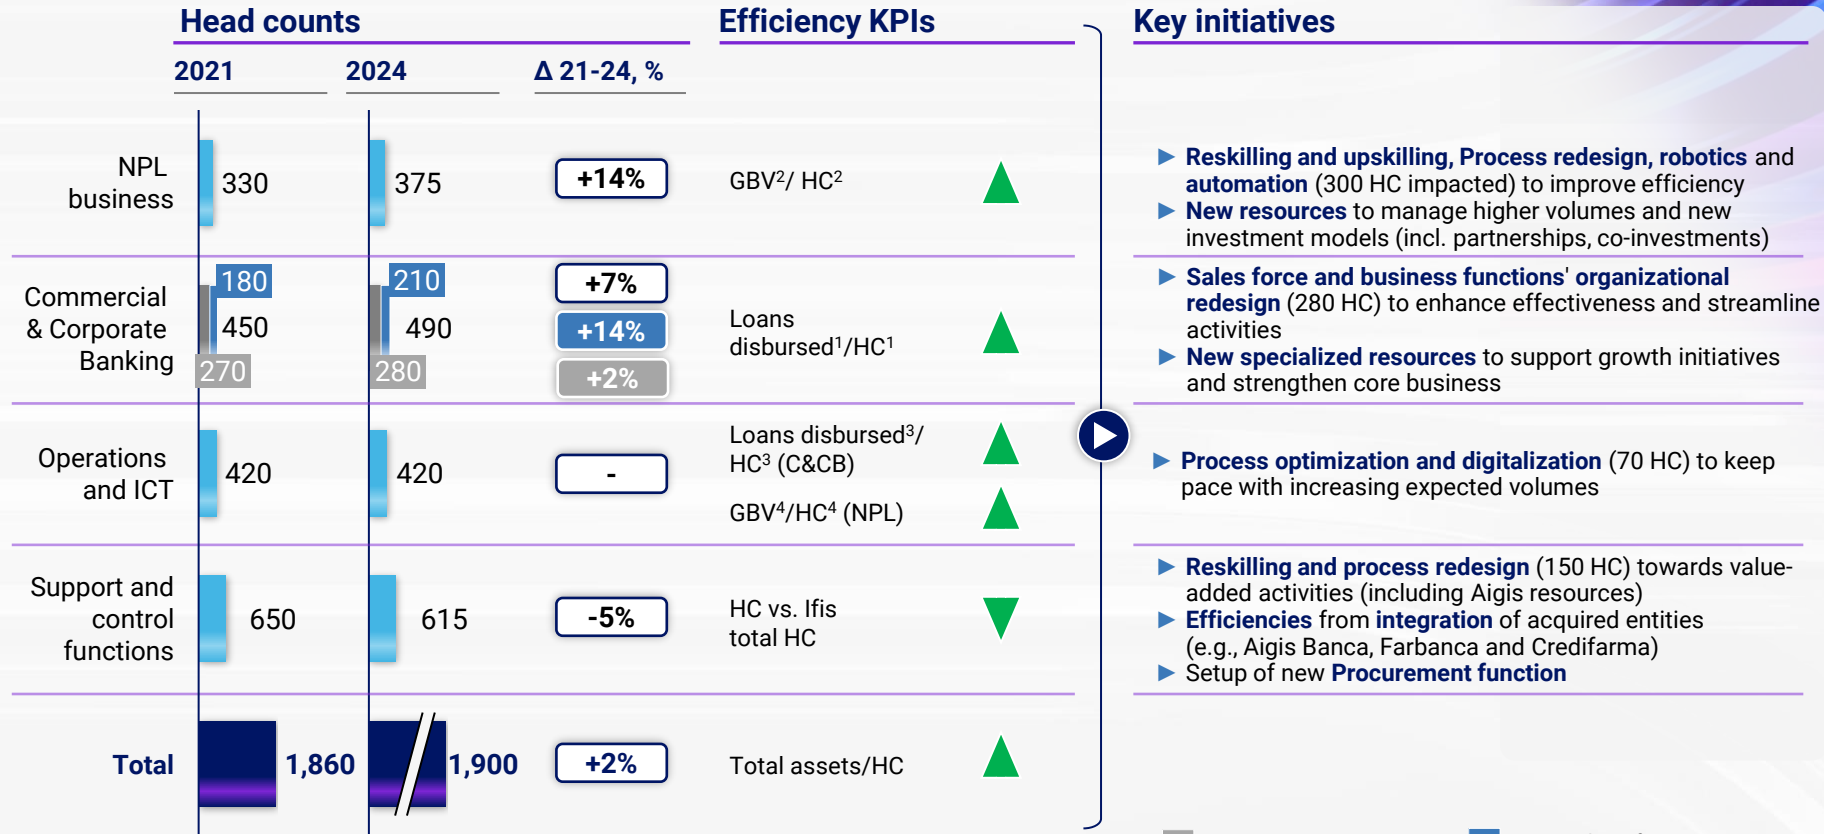 Head counts
Efficiency KPIs
Key initiatives
2021
2024
Δ 21-24, %
NPL
business
330
375
+14%
GBV²/ HC²
Reskilling and upskilling, Process redesign, robotics and
automation (300 HC impacted) to improve efficiency
New resources to manage higher volumes and new
investment models (incl. partnerships, co-investments)
Commercial
& Corporate
Banking
180
450
270
210
490
280
+7%
+14%
+2%
Loans
disbursed¹/HC¹
Sales force and business functions' organizational
redesign (280 HC) to enhance effectiveness and streamline
activities
New specialized resources to support growth initiatives
and strengthen core business
Operations
and ICT
420
420
-
Loans disbursed³/
HC³ (C&CB)
GBV⁴/HC⁴ (NPL)
Process optimization and digitalization (70 HC) to keep
pace with increasing expected volumes
Support and
control
functions
650
615
-5%
HC vs. Ifis
total HC
Reskilling and process redesign (150 HC) towards value-
added activities (including Aigis resources)
Efficiencies from integration of acquired entities
(e.g., Aigis Banca, Farbanca and Credifarma)
Setup of new Procurement function
Total
1,860
1,900
+2%
Total assets/HC